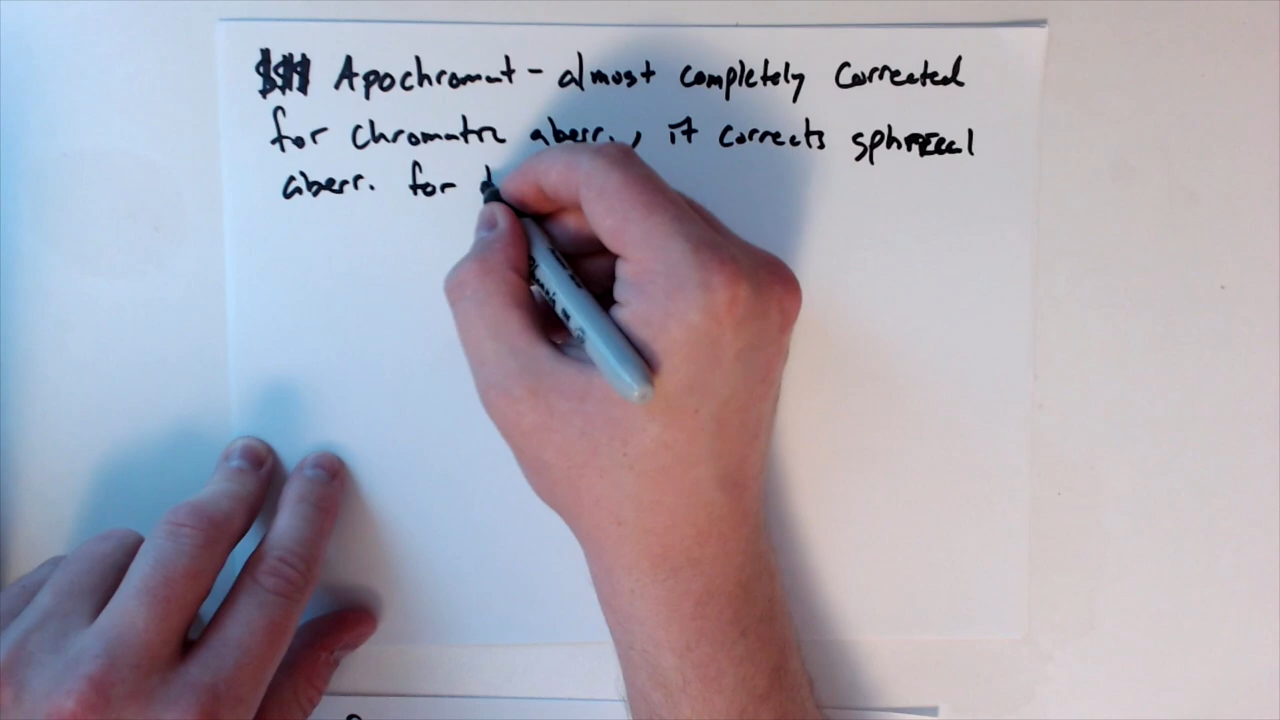 $$$ Apochromat - almost completely corrected
for chromatic aberr., it corrects spherical
aberr. for